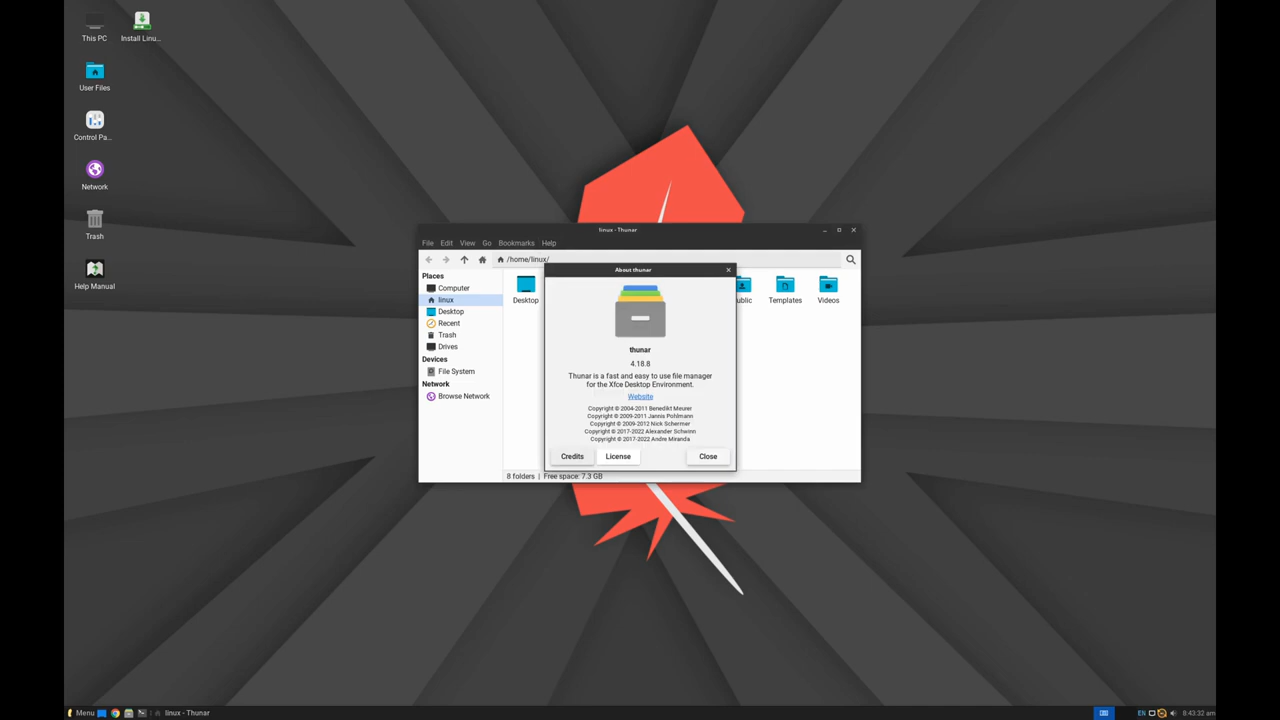 This PC
Install Linu...
User Files
Control Pa...
Network
Trash
Help Manual
linux - Thunar
File Edit View Go Bookmarks Help
/home/linux/
Places
Computer
linux
Desktop
Recent
Trash
Drives
Devices
File System
Network
Browse Network
Desktop
ublic
Templates
Videos
8 folders | Free space: 7.3 GB
About thunar
thunar
4.18.8
Thunar is a fast and easy to use file manager
for the Xfce Desktop Environment.
Website
Copyright © 2004-2011 Benedikt Meurer
Copyright © 2009-2011 Jannis Pohlmann
Copyright © 2009-2012 Nick Schermer
Copyright © 2017-2022 Alexander Schwinn
Copyright © 2017-2022 Andre Miranda
Credits License Close
Menu
linux - Thunar
EN
8:43:32 am